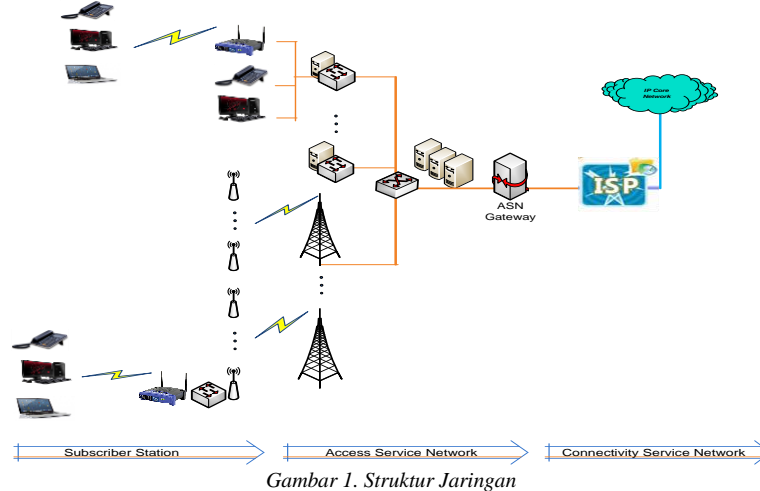 IP Core
Network
ISP
ASN
Gateway
Subscriber Station
Access Service Network
Connectivity Service Network
Gambar 1. Struktur Jaringan